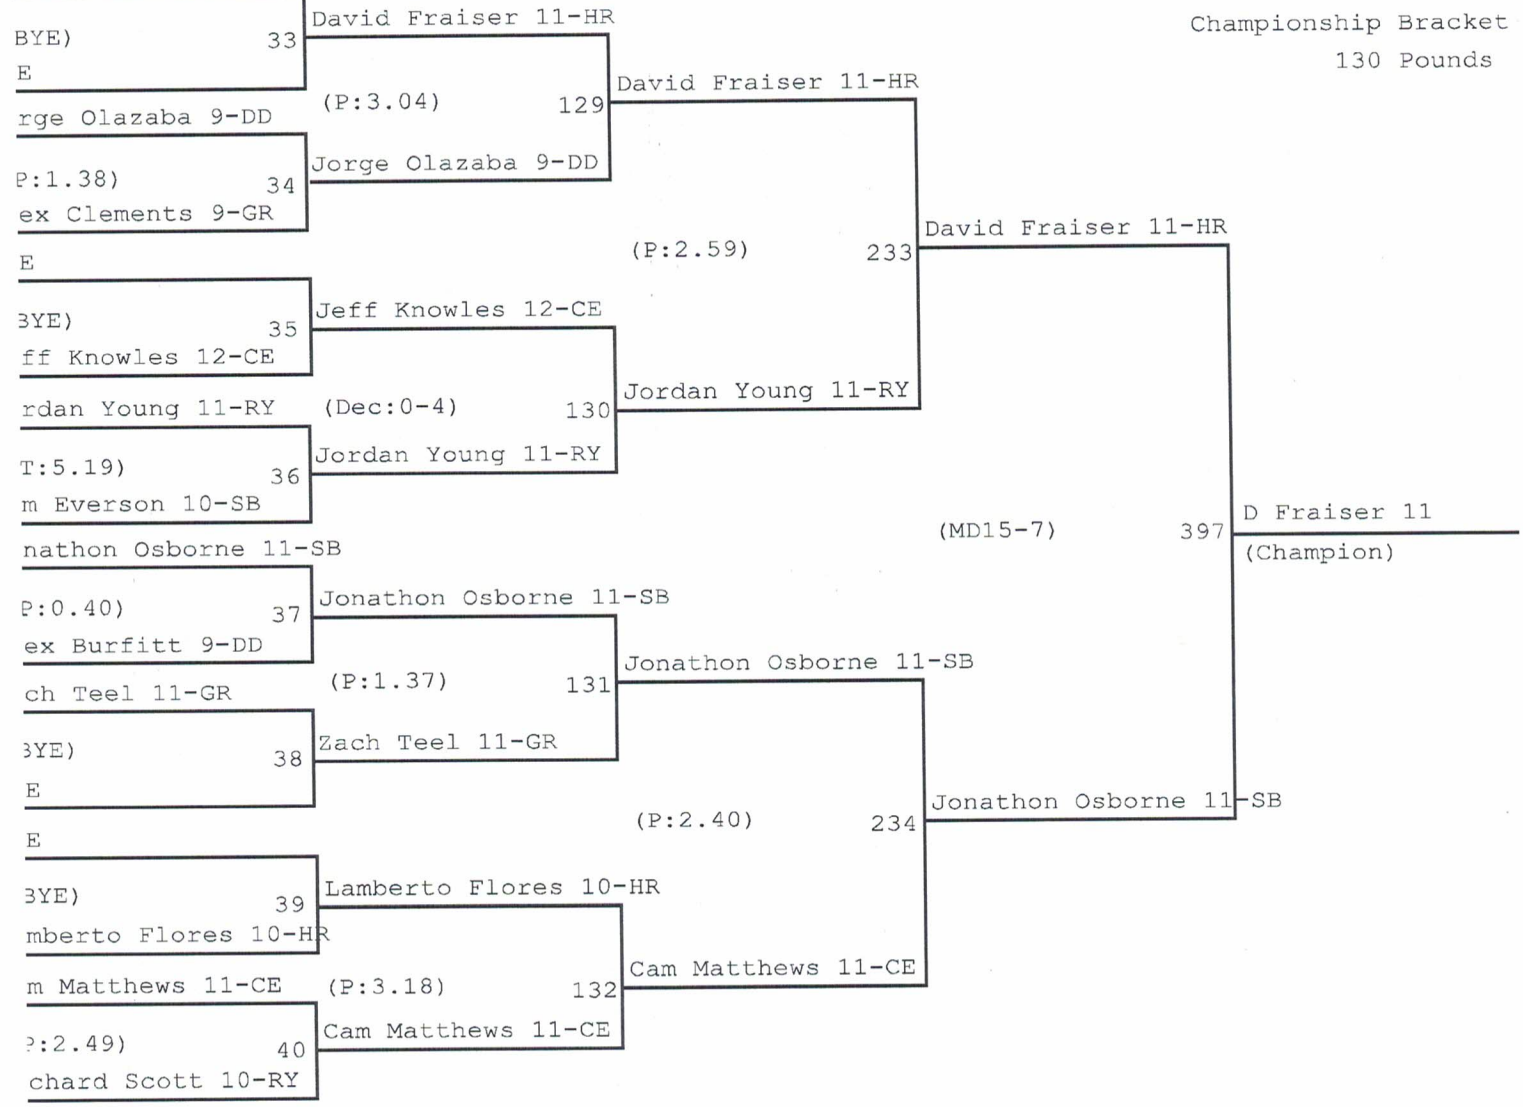 David Fraiser 11-HR
Championship Bracket
130 Pounds
BYE)
33
E
David Fraiser 11-HR
(P:3.04)
129
rge Olazaba 9-DD
Jorge Olazaba 9-DD
P:1.38)
34
ex Clements 9-GR
David Fraiser 11-HR
(P:2.59)
233
E
Jeff Knowles 12-CE
BYE)
35
ff Knowles 12-CE
Jordan Young 11-RY
rdan Young 11-RY
(Dec:0-4)
130
Jordan Young 11-RY
T:5.19)
36
m Everson 10-SB
D Fraiser 11
(MD15-7)
397
(Champion)
nathon Osborne 11-SB
Jonathon Osborne 11-SB
P:0.40)
37
ex Burfitt 9-DD
Jonathon Osborne 11-SB
(P:1.37)
131
ch Teel 11-GR
Zach Teel 11-GR
BYE)
38
E
Jonathon Osborne 11-SB
(P:2.40)
234
E
Lamberto Flores 10-HR
BYE)
39
mberto Flores 10-HR
Cam Matthews 11-CE
m Matthews 11-CE
(P:3.18)
132
Cam Matthews 11-CE
P:2.49)
40
chard Scott 10-RY